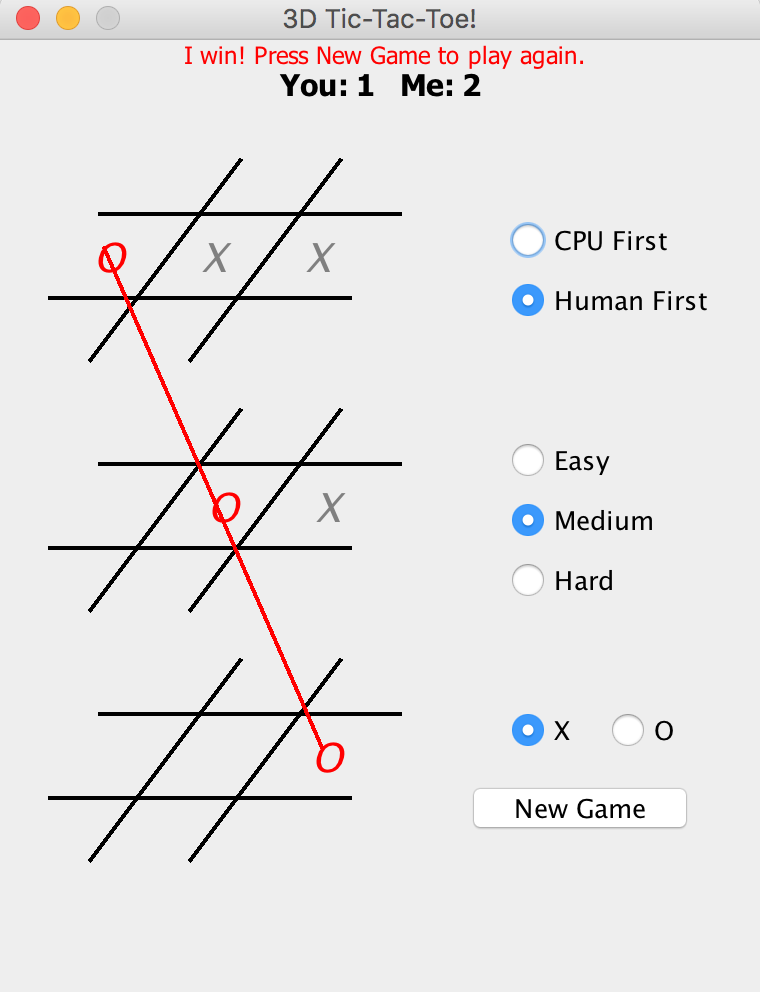 3D Tic-Tac-Toe!
I win! Press New Game to play again.
You: 1 Me: 2
O X X
CPU First
Human First
Easy
O X
Medium
Hard
X O
O
New Game